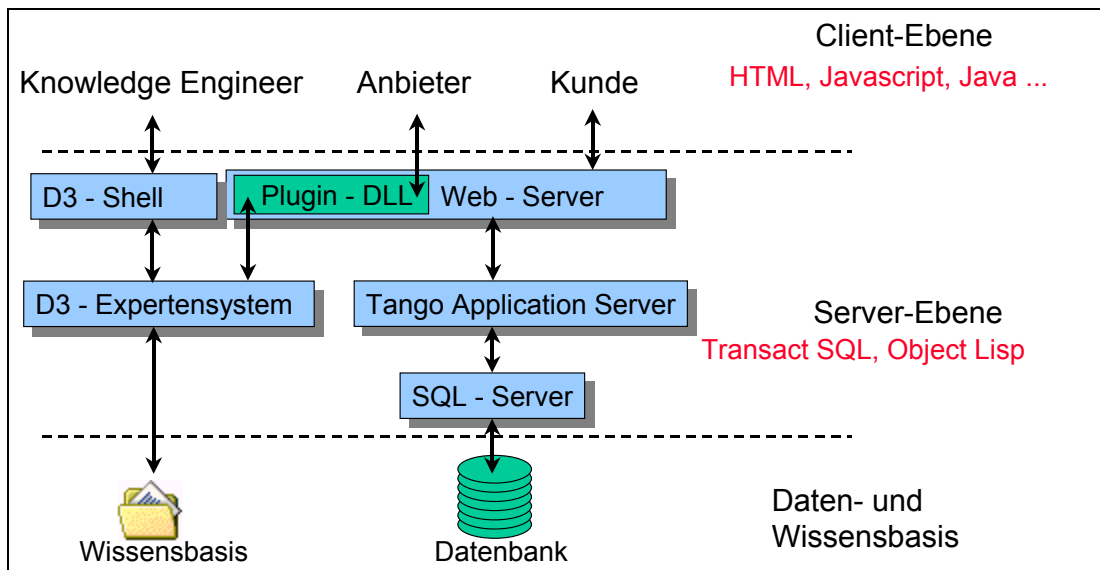 Client-Ebene
HTML, Javascript, Java ...
Knowledge Engineer
Anbieter
Kunde
D3 - Shell
Plugin - DLL
Web - Server
D3 - Expertensystem
Tango Application Server
Server-Ebene
Transact SQL, Object Lisp
SQL - Server
Daten- und
Wissensbasis
Wissensbasis
Datenbank